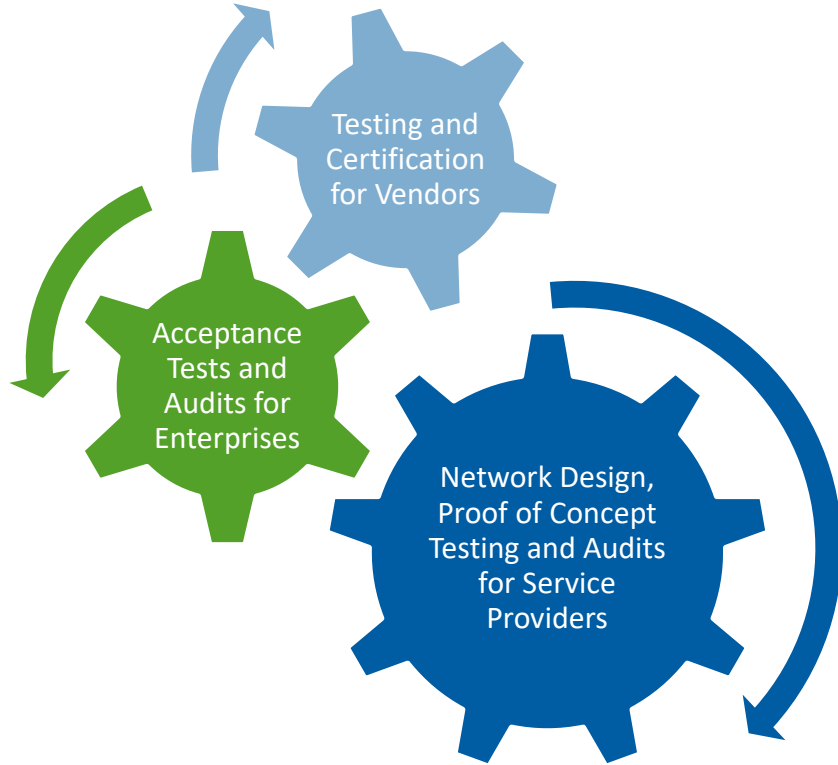 Testing and
Certification
for Vendors
Acceptance
Tests and
Audits for
Enterprises
Network Design,
Proof of Concept
Testing and Audits
for Service
Providers